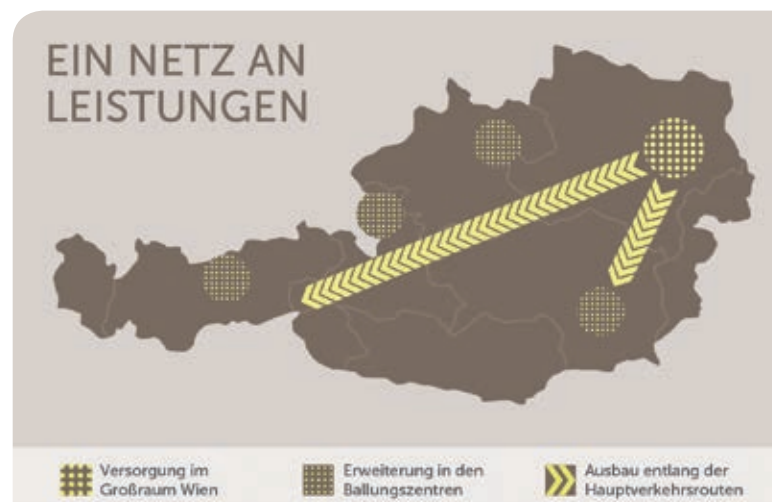 EIN NETZ AN
LEISTUNGEN
Versorgung im
Großraum Wien
Erweiterung in den
Ballungszentren
Ausbau entlang der
Hauptverkehrsrouten